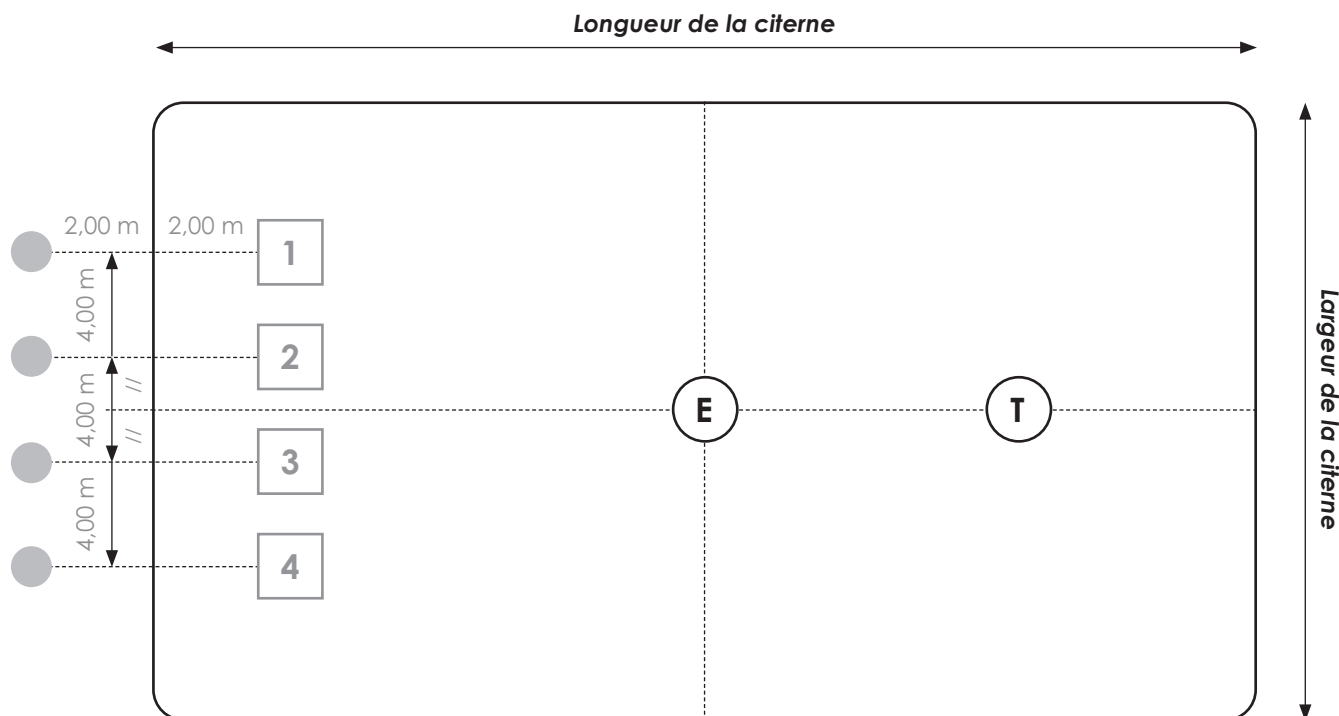 Longueur de la citerne
2,00 m 2,00 m
1
4,00 m
2
4,00 m
//
//
E
T
3
4,00 m
4
Largeur de la citerne